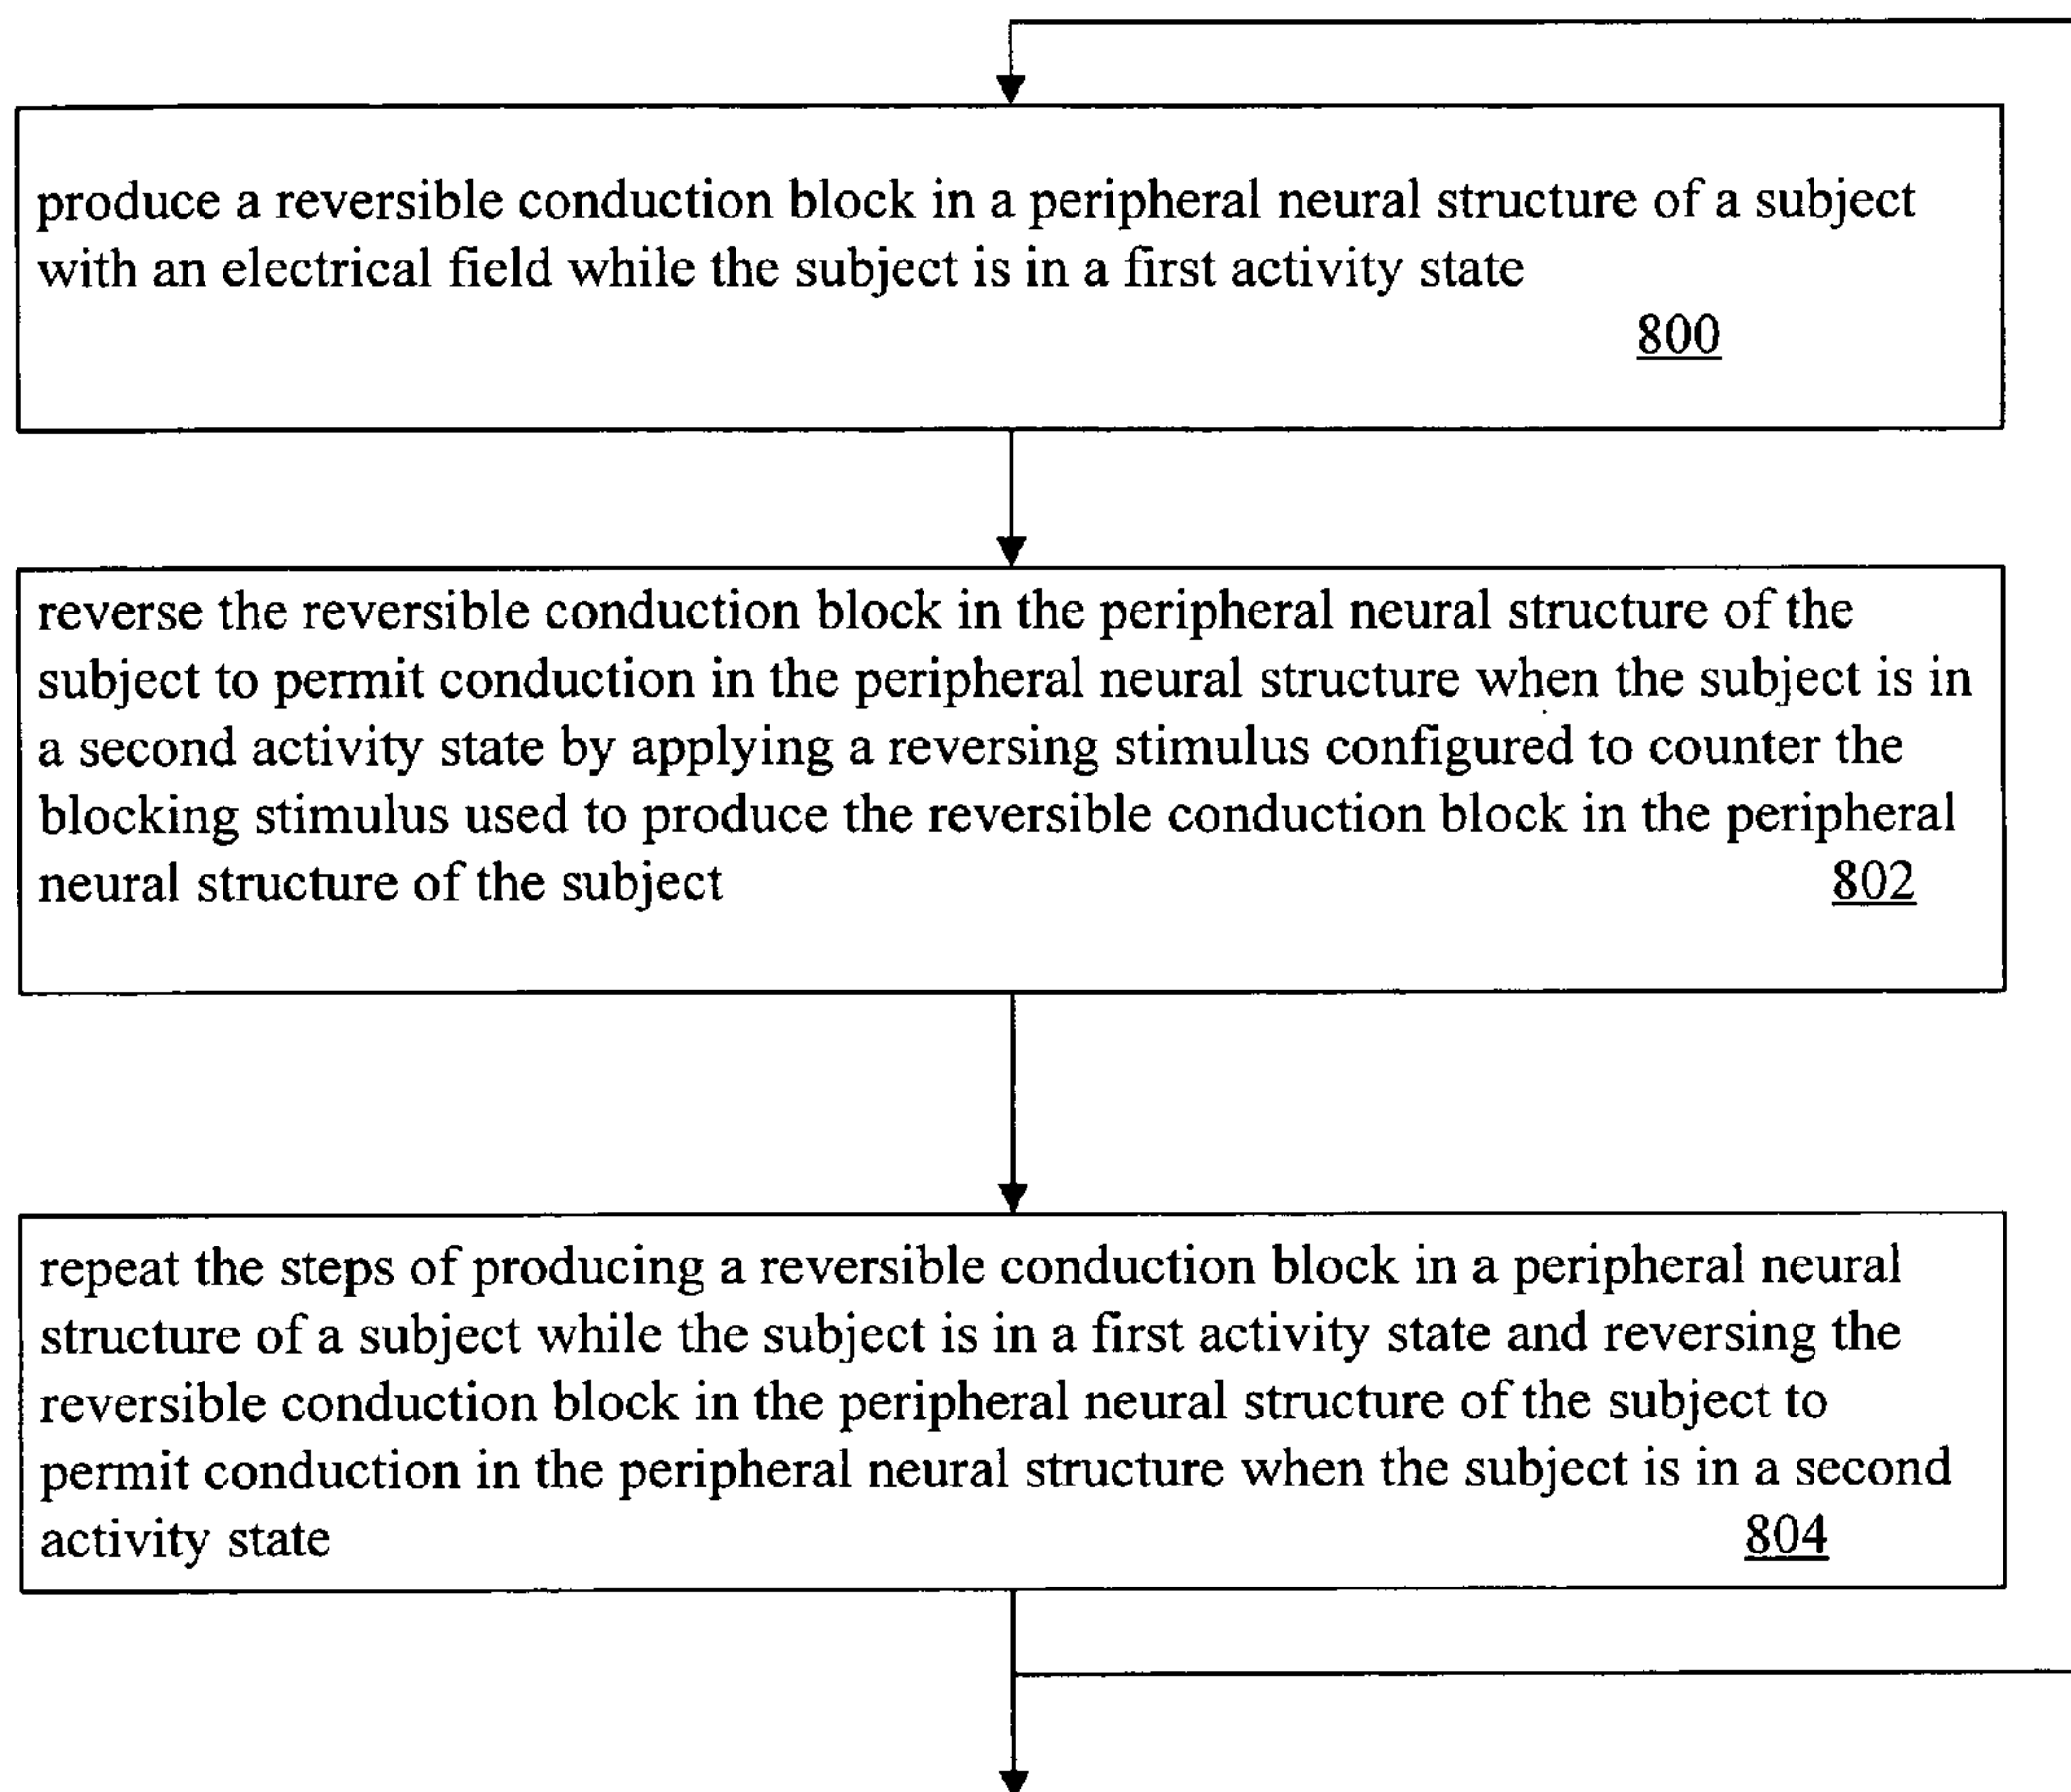 produce a reversible conduction block in a peripheral neural structure of a subject
with an electrical field while the subject is in a first activity state
800
reverse the reversible conduction block in the peripheral neural structure of the
subject to permit conduction in the peripheral neural structure when the subject is in
a second activity state by applying a reversing stimulus configured to counter the
blocking stimulus used to produce the reversible conduction block in the peripheral
neural structure of the subject 802
repeat the steps of producing a reversible conduction block in a peripheral neural
structure of a subject while the subject is in a first activity state and reversing the
reversible conduction block in the peripheral neural structure of the subject to
permit conduction in the peripheral neural structure when the subject is in a second
activity state 804